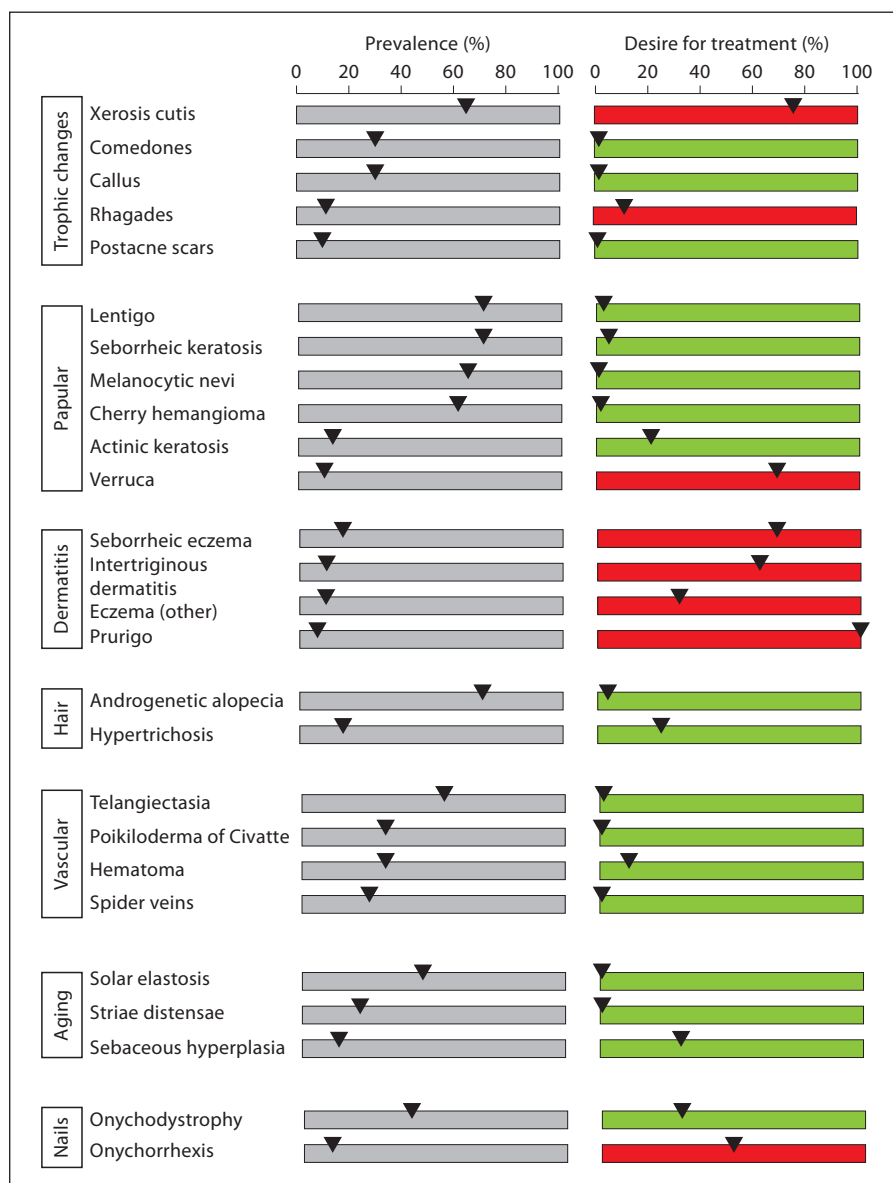 Prevalence (%) Desire for treatment (%)
0 20 40 60 80 100 0 20 40 60 80 100
Trophic changes
Xerosis cutis
Comedones
Callus
Rhagades
Postacne scars
Papular
Lentigo
Seborrheic keratosis
Melanocytic nevi
Cherry hemangioma
Actinic keratosis
Verruca
Dermatitis
Seborrheic eczema
Intertriginous
dermatitis
Eczema (other)
Prurigo
Hair
Androgenetic alopecia
Hypertrichosis
Vascular
Telangiectasia
Poikiloderma of Civatte
Hematoma
Spider veins
Aging
Solar elastosis
Striae distensae
Sebaceous hyperplasia
Nails
Onychodystrophy
Onychorrhexis